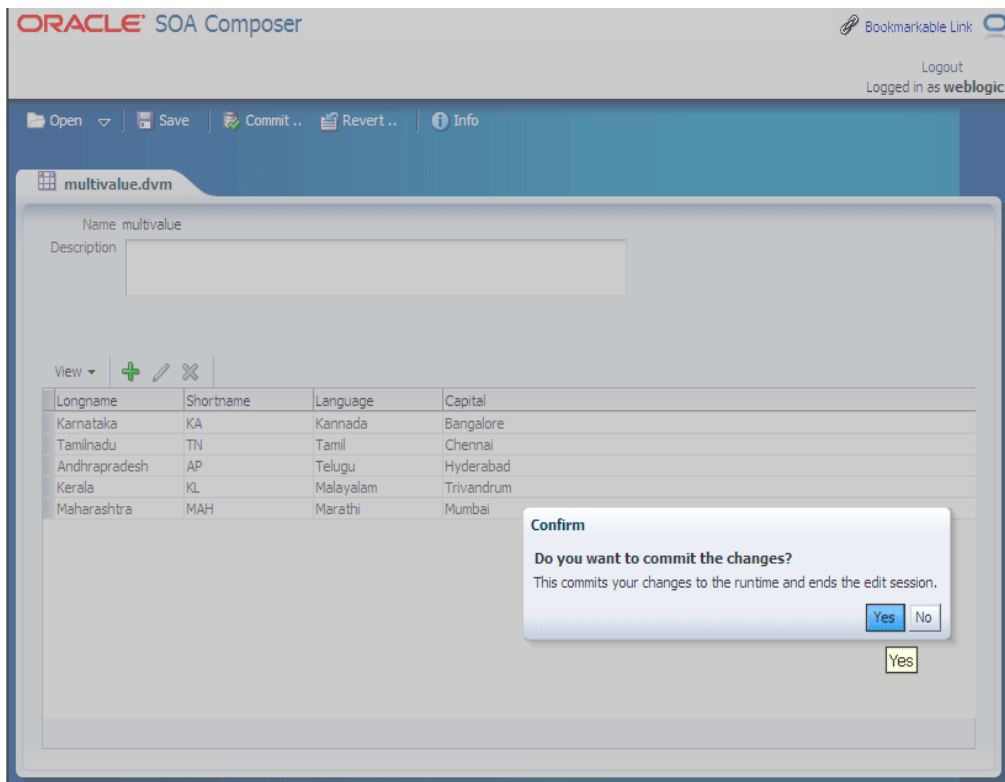 ORACLE SOA Composer
Bookmarkable Link
Logout
Logged in as weblogic
Open Save Commit .. Revert .. Info
multivalue.dvm
Name multivalue
Description
View
Longname Shortname Language Capital
Karnataka KA Kannada Bangalore
Tamilnadu TN Tamil Chennai
Andhrapradesh AP Telugu Hyderabad
Kerala KL Malayalam Trivandrum
Maharashtra MAH Marathi Mumbai
Confirm
Do you want to commit the changes?
This commits your changes to the runtime and ends the edit session.
Yes No
Yes